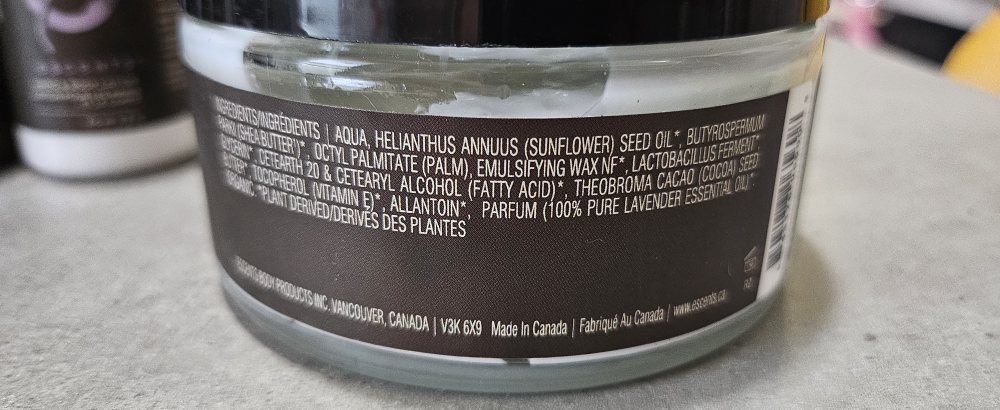 INGREDIENTS/INGRÉDIENTS | AQUA, HELIANTHUS ANNUUS (SUNFLOWER) SEED OIL*, BUTYROSPERMUM
PARKII (SHEA BUTTER)*, OCTYL PALMITATE (PALM), EMULSIFYING WAX NF*, LACTOBACILLUS FERMENT*,
GLYCERIN*, CETEARTH 20 & CETEARYL ALCOHOL (FATTY ACID)*, THEOBROMA CACAO (COCOA) SEED
BUTTER*, TOCOPHEROL (VITAMIN E)*, ALLANTOIN*, PARFUM (100% PURE LAVENDER ESSENTIAL OIL)*
ORGANIC *PLANT DERIVED/DERIVÉS DES PLANTES
ESCENTS BODY PRODUCTS INC. VANCOUVER, CANADA | V3K 6X9 Made In Canada | Fabriqué Au Canada | www.escents.ca